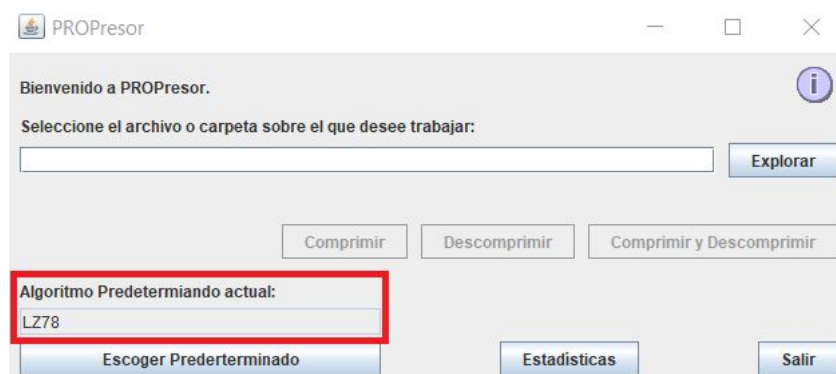 PROPresor
Bienvenido a PROPresor.
i
Seleccione el archivo o carpeta sobre el que desee trabajar:
Explorar
Comprimir Descomprimir Comprimir y Descomprimir
Algoritmo Predetermiando actual:
LZ78
Escoger Prederterminado Estadísticas Salir